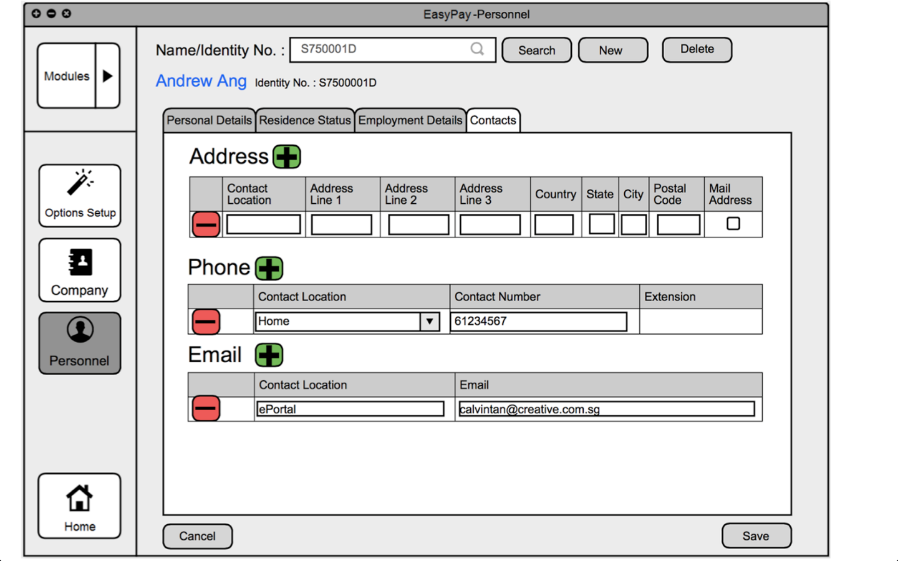 EasyPay -Personnel
Modules
Name/Identity No. : S750001D Search New Delete
Andrew Ang Identity No. : S7500001D
Personal Details Residence Status Employment Details Contacts
Options Setup
Company
Personnel
Home
Address
Contact Location Address Line 1 Address Line 2 Address Line 3 Country State City Postal Code Mail Address
Phone
Contact Location Contact Number Extension
Home 61234567
Email
Contact Location Email
ePortal calvintan@creative.com.sg
Cancel Save